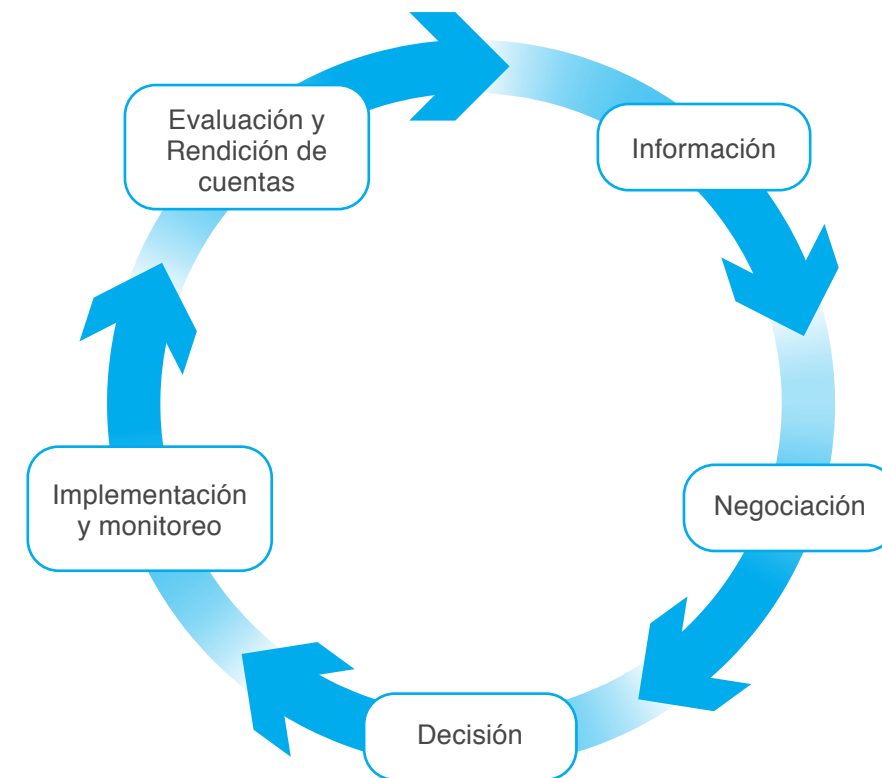 Evaluación y
Rendición de
cuentas
Información
Negociación
Decisión
Implementación
y monitoreo